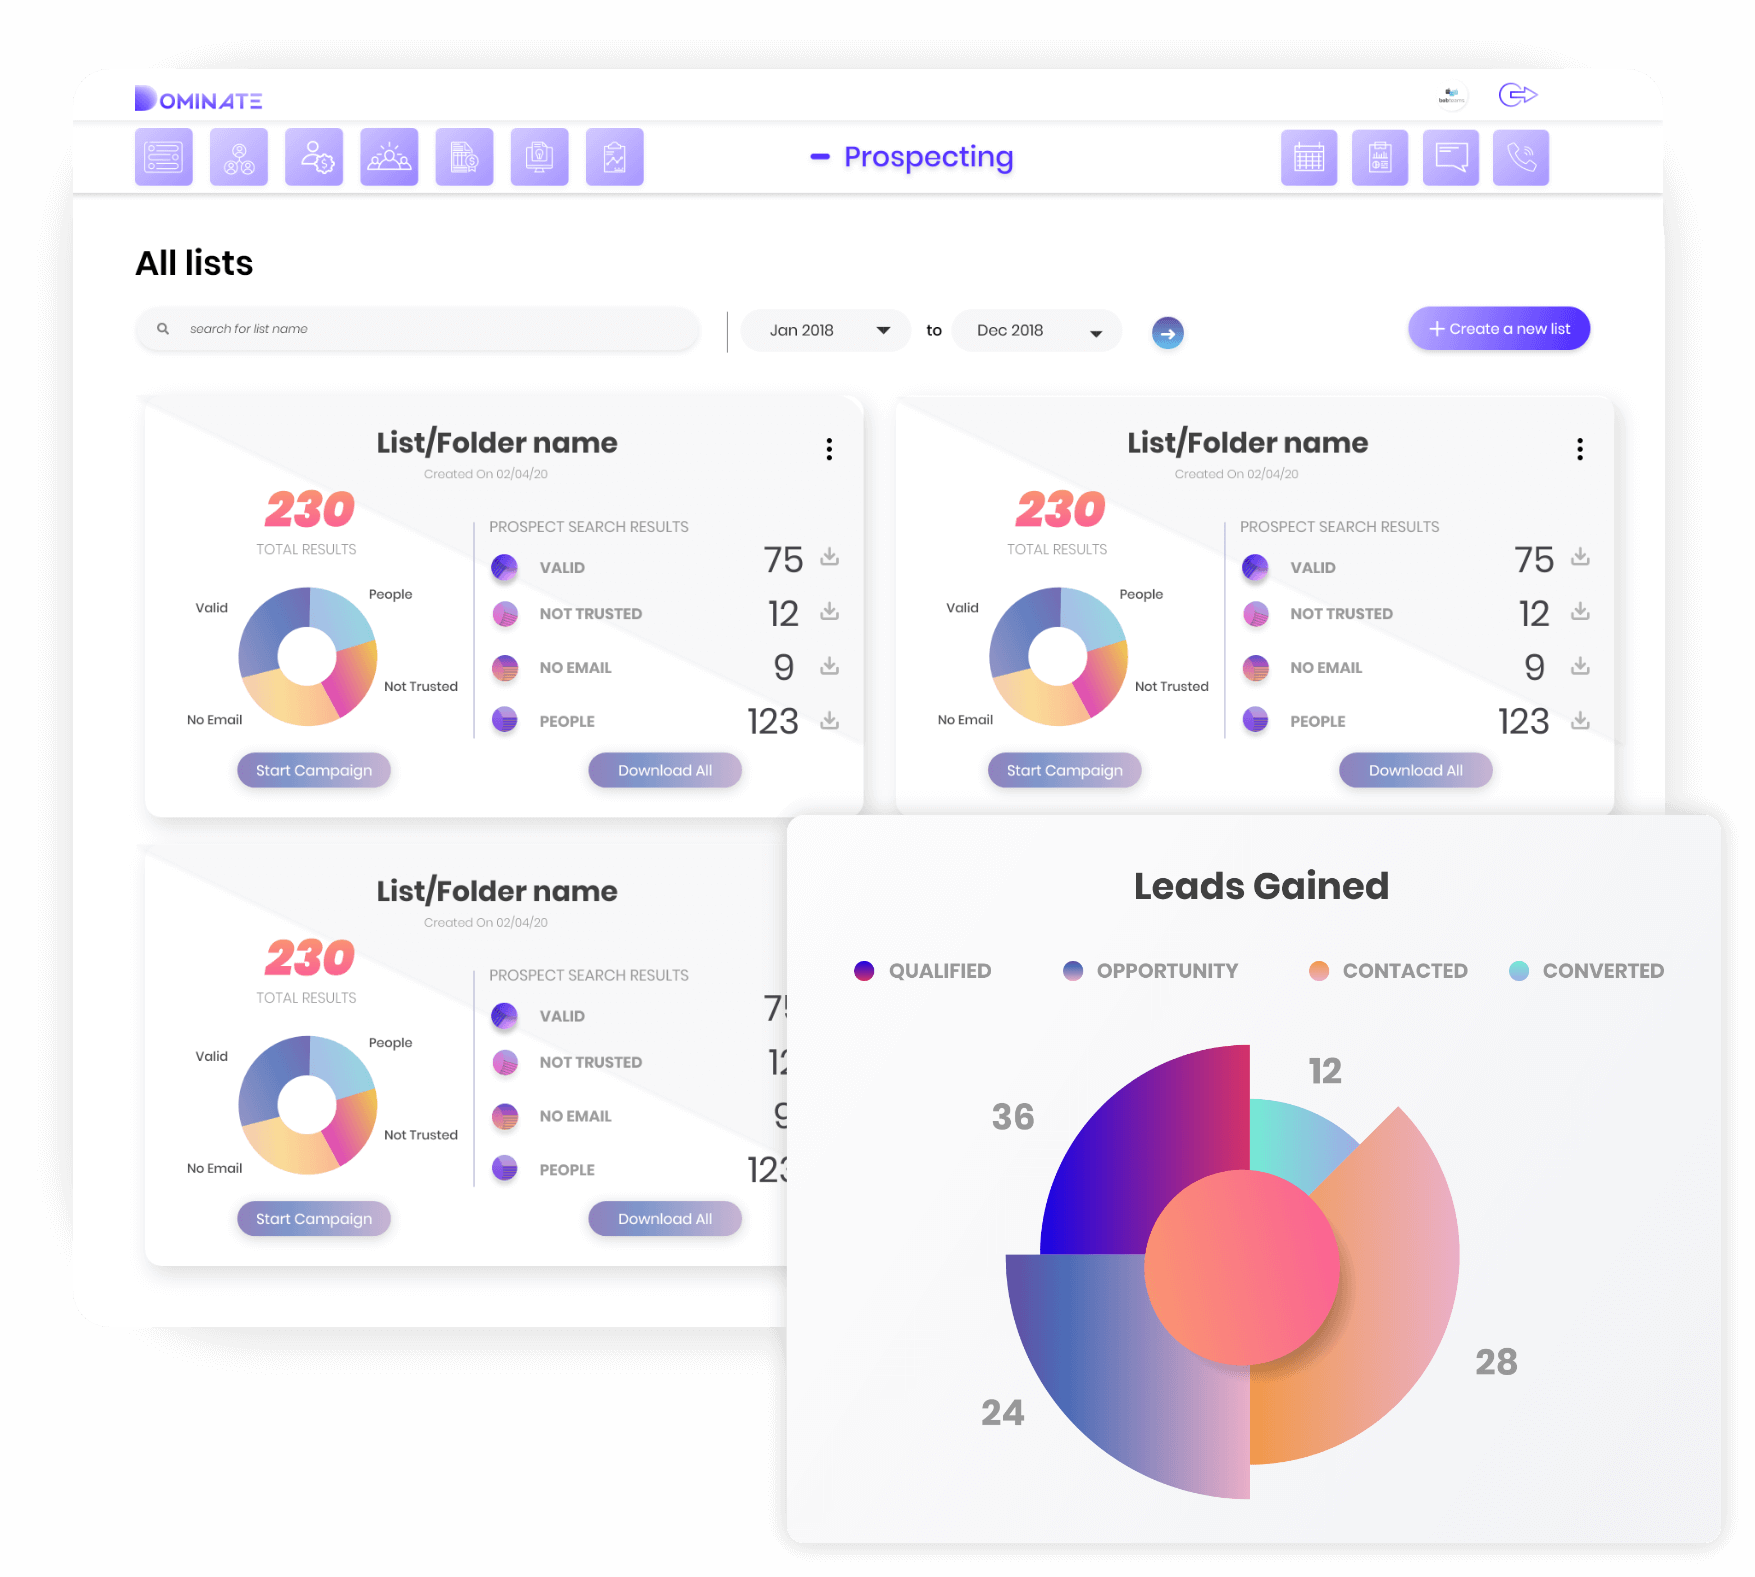 DOMINATE
Prospecting
All lists
search for list name
Jan 2018
to
Dec 2018
+ Create a new list
List/Folder name
Created On 02/04/20
230
TOTAL RESULTS
Valid
People
Not Trusted
No Email
PROSPECT SEARCH RESULTS
VALID 75
NOT TRUSTED 12
NO EMAIL 9
PEOPLE 123
Start Campaign
Download All
List/Folder name
Created On 02/04/20
230
TOTAL RESULTS
Valid
People
Not Trusted
No Email
PROSPECT SEARCH RESULTS
VALID 75
NOT TRUSTED 12
NO EMAIL 9
PEOPLE 123
Start Campaign
Download All
List/Folder name
Created On 02/04/20
230
TOTAL RESULTS
Valid
People
Not Trusted
No Email
PROSPECT SEARCH RESULTS
VALID 7
NOT TRUSTED 1
NO EMAIL
PEOPLE 12
Start Campaign
Download All
Leads Gained
QUALIFIED
OPPORTUNITY
CONTACTED
CONVERTED
36
12
24
28